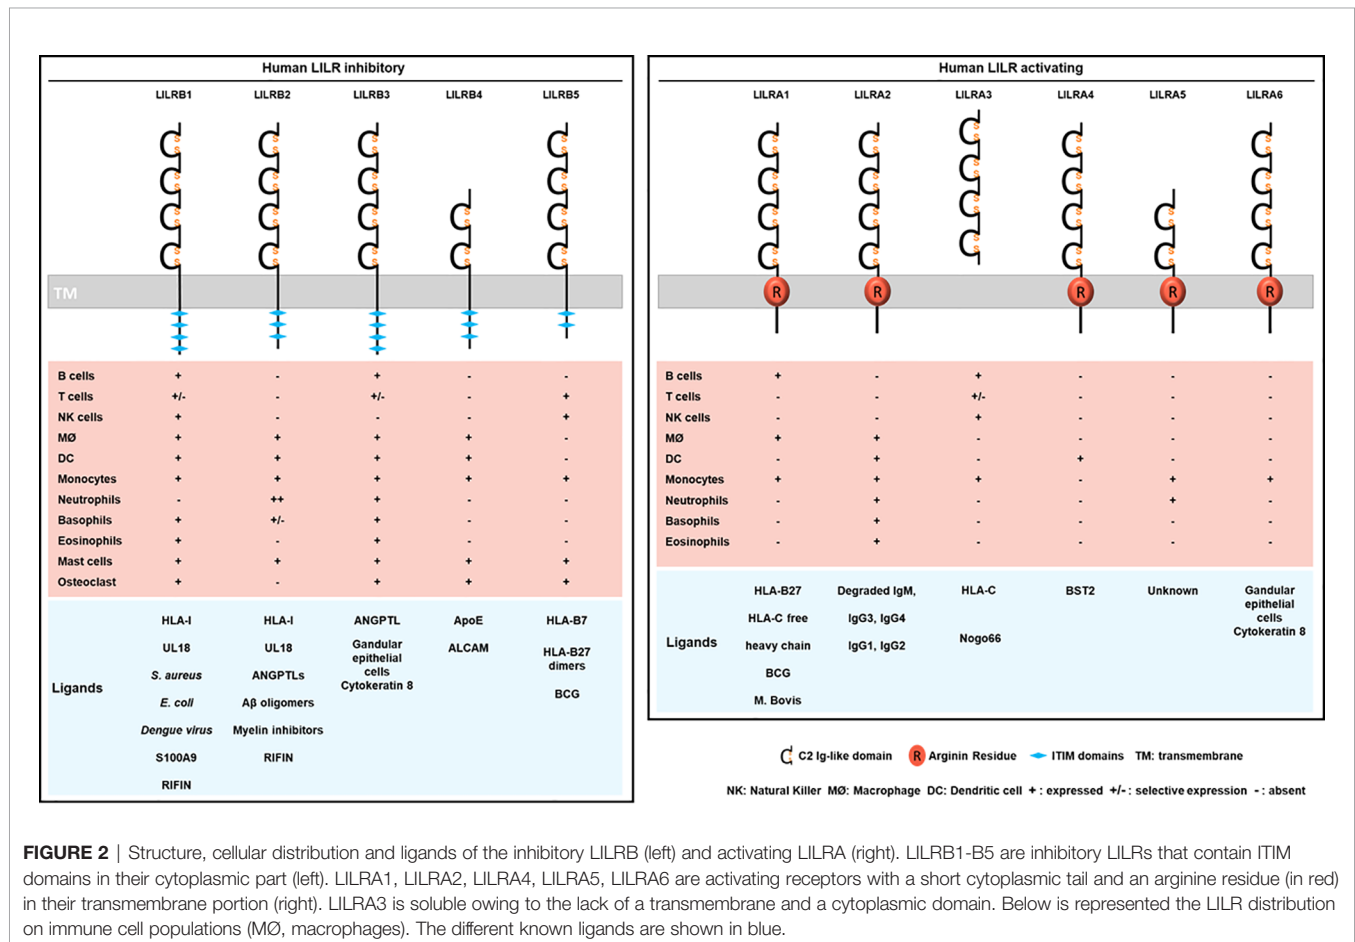 Human LILR inhibitory
LILRB1 LILRB2 LILRB3 LILRB4 LILRB5
TM
B cells + - + - -
T cells +/- - +/- - +
NK cells + - - - +
MØ + + + + -
DC + + + + -
Monocytes + + + + +
Neutrophils - ++ + - -
Basophils + +/- + - -
Eosinophils + - + - -
Mast cells + + + + +
Osteoclast + - + + +
Ligands
HLA-I
UL18
S. aureus
E. coli
Dengue virus
S100A9
RIFIN
HLA-I
UL18
ANGPTLs
Aβ oligomers
Myelin inhibitors
RIFIN
ANGPTL
Gandular
epithelial
cells
Cytokeratin 8
ApoE
ALCAM
HLA-B7
HLA-B27
dimers
BCG
Human LILR activating
LILRA1 LILRA2 LILRA3 LILRA4 LILRA5 LILRA6
R R R R R
B cells + - + - - -
T cells - - +/- - - -
NK cells - - + - - -
MØ + + - - - -
DC - + - + - -
Monocytes + + + - + +
Neutrophils - + - - + -
Basophils - + - - - -
Eosinophils - + - - - -
Ligands
HLA-B27
HLA-C free
heavy chain
BCG
M. Bovis
Degraded IgM,
IgG3, IgG4
IgG1, IgG2
HLA-C
Nogo66
BST2
Unknown
Gandular
epithelial
cells
Cytokeratin 8
C2 Ig-like domain R Arginin Residue ITIM domains TM: transmembrane
NK: Natural Killer MØ: Macrophage DC: Dendritic cell + : expressed +/- : selective expression - : absent
FIGURE 2 | Structure, cellular distribution and ligands of the inhibitory LILRB (left) and activating LILRA (right). LILRB1-B5 are inhibitory LILRs that contain ITIM
domains in their cytoplasmic part (left). LILRA1, LILRA2, LILRA4, LILRA5, LILRA6 are activating receptors with a short cytoplasmic tail and an arginine residue (in red)
in their transmembrane portion (right). LILRA3 is soluble owing to the lack of a transmembrane and a cytoplasmic domain. Below is represented the LILR distribution
on immune cell populations (MØ, macrophages). The different known ligands are shown in blue.